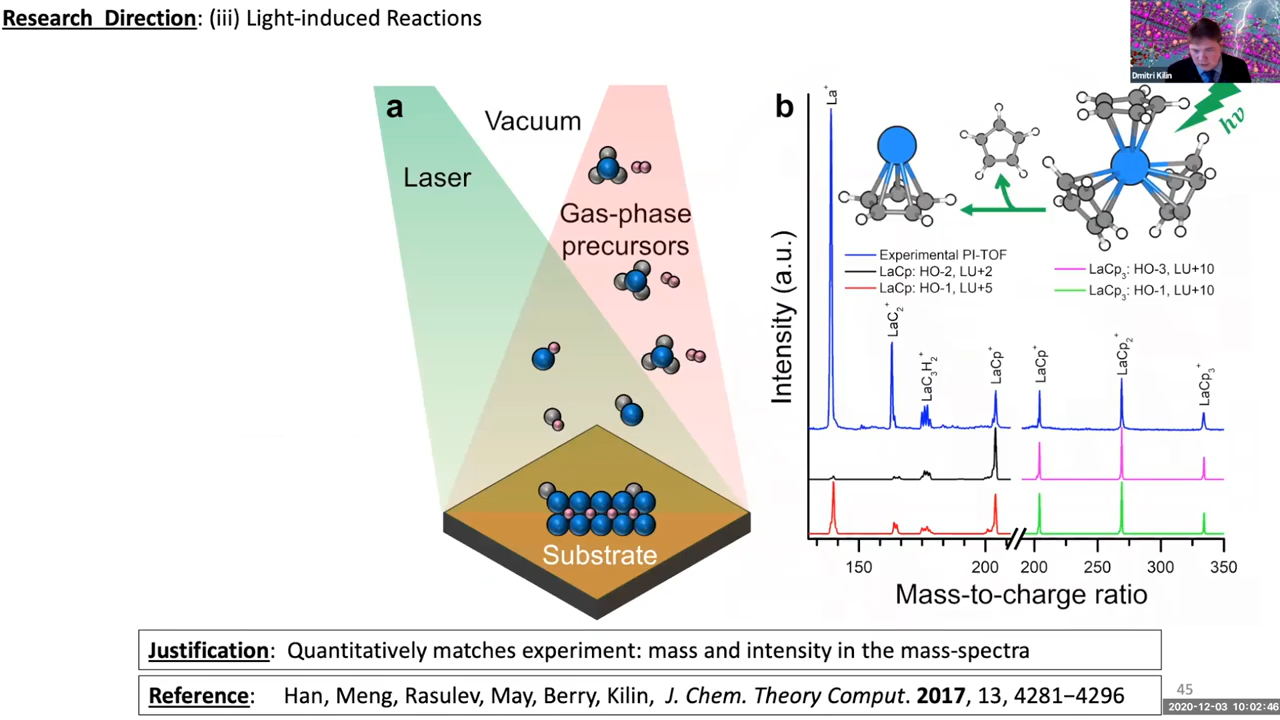 Research Direction: (iii) Light-induced Reactions
Dmitri Kilin
a
Vacuum
Laser
Gas-phase
precursors
Substrate
b
hν
Intensity (a.u.)
La⁺
LaC₂⁺
LaC₃H₂⁺
LaCp⁺
LaCp⁺
LaCp₂⁺
LaCp₃⁺
Experimental PI-TOF
LaCp: HO-2, LU+2
LaCp: HO-1, LU+5
LaCp₃: HO-3, LU+10
LaCp₃: HO-1, LU+10
150 200 200 250 300 350
Mass-to-charge ratio
Justification: Quantitatively matches experiment: mass and intensity in the mass-spectra
Reference: Han, Meng, Rasulev, May, Berry, Kilin, J. Chem. Theory Comput. 2017, 13, 4281−4296
45
2020-12-03 10:02:46